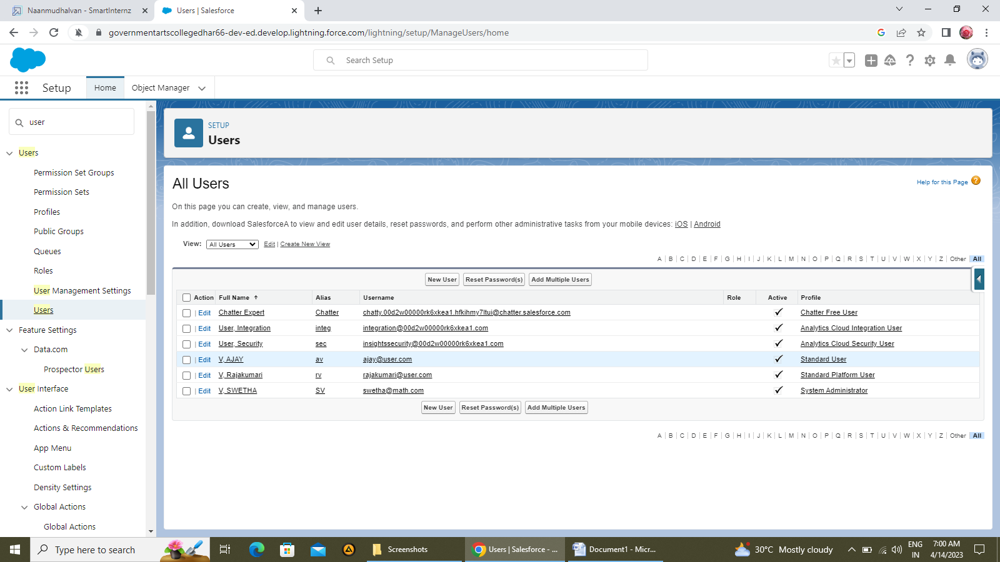 Naanmudhalvan - SmartInternz
Users | Salesforce
governmentartscollegedhar66-dev-ed.develop.lightning.force.com/lightning/setup/ManageUsers/home
Search Setup
Setup
Home
Object Manager
user
Users
Permission Set Groups
Permission Sets
Profiles
Public Groups
Queues
Roles
User Management Settings
Users
Feature Settings
Data.com
Prospector Users
User Interface
Action Link Templates
Actions & Recommendations
App Menu
Custom Labels
Density Settings
Global Actions
Global Actions
SETUP
Users
All Users
Help for this Page ?
On this page you can create, view, and manage users.
In addition, download SalesforceA to view and edit user details, reset passwords, and perform other administrative tasks from your mobile devices: iOS | Android
View: All Users Edit | Create New View
A | B | C | D | E | F | G | H | I | J | K | L | M | N | O | P | Q | R | S | T | U | V | W | X | Y | Z | Other | All
New User Reset Password(s) Add Multiple Users
Action Full Name Alias Username Role Active Profile
| Edit Chatter Expert Chatter chatty.00d2w00000rk6xkea1.hfkihmy7ltui@chatter.salesforce.com Chatter Free User
| Edit User, Integration integ integration@00d2w00000rk6xkea1.com Analytics Cloud Integration User
| Edit User, Security sec insightssecurity@00d2w00000rk6xkea1.com Analytics Cloud Security User
| Edit V, AJAY av ajay@user.com Standard User
| Edit V, Rajakumari rv rajakumari@user.com Standard Platform User
| Edit V, SWETHA SV swetha@math.com System Administrator
New User Reset Password(s) Add Multiple Users
A | B | C | D | E | F | G | H | I | J | K | L | M | N | O | P | Q | R | S | T | U | V | W | X | Y | Z | Other | All
Type here to search
Screenshots
Users | Salesforce - ...
Document1 - Micr...
30°C Mostly cloudy
ENG
IN
7:00 AM
4/14/2023